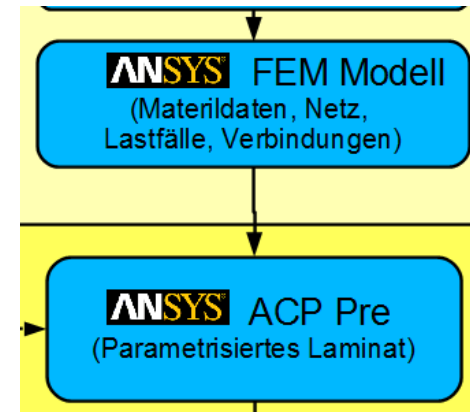 ANSYS FEM Modell
(Materildaten, Netz,
Lastfälle, Verbindungen)
ANSYS ACP Pre
(Parametrisiertes Laminat)